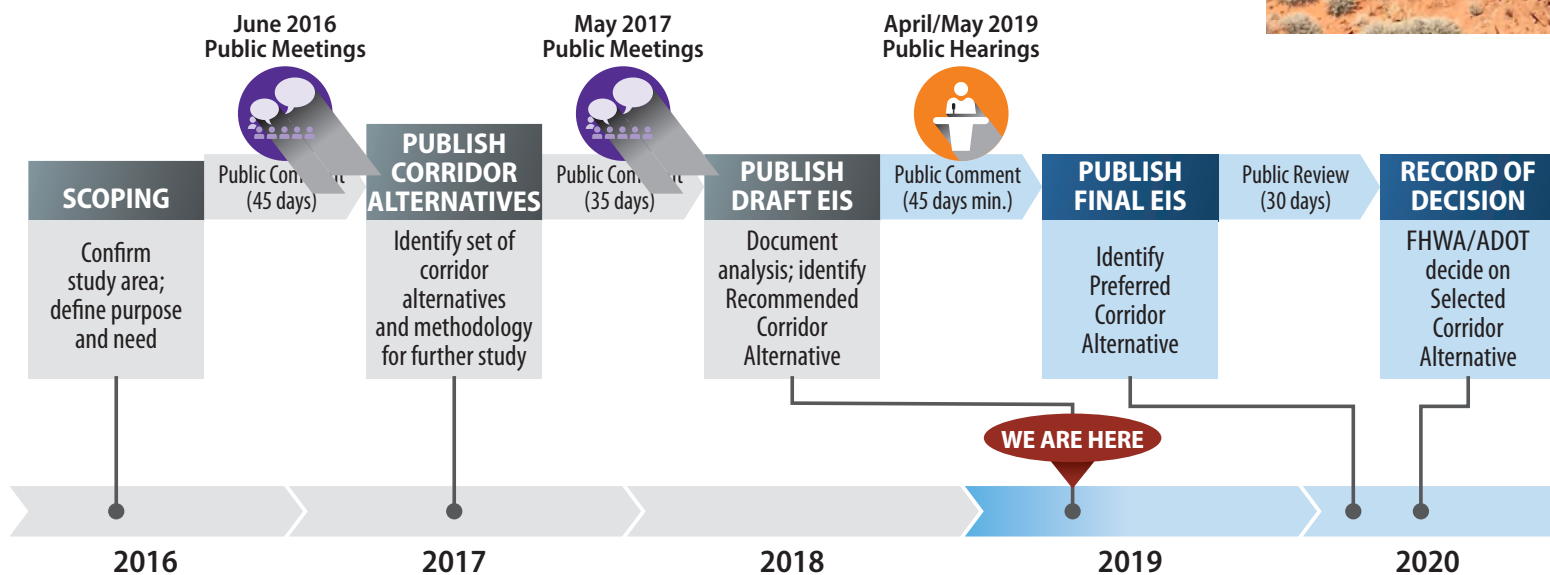 June 2016
Public Meetings
May 2017
Public Meetings
April/May 2019
Public Hearings
SCOPING
Public Com
(45 days)
PUBLISH
CORRIDOR
ALTERNATIVES
Public Com
(35 days)
PUBLISH
DRAFT EIS
Public Comment
(45 days min.)
PUBLISH
FINAL EIS
Public Review
(30 days)
RECORD OF
DECISION
Confirm
study area;
define purpose
and need
Identify set of
corridor
alternatives
and methodology
for further study
Document
analysis; identify
Recommended
Corridor
Alternative
Identify
Preferred
Corridor
Alternative
FHWA/ADOT
decide on
Selected
Corridor
Alternative
WE ARE HERE
2016
2017
2018
2019
2020